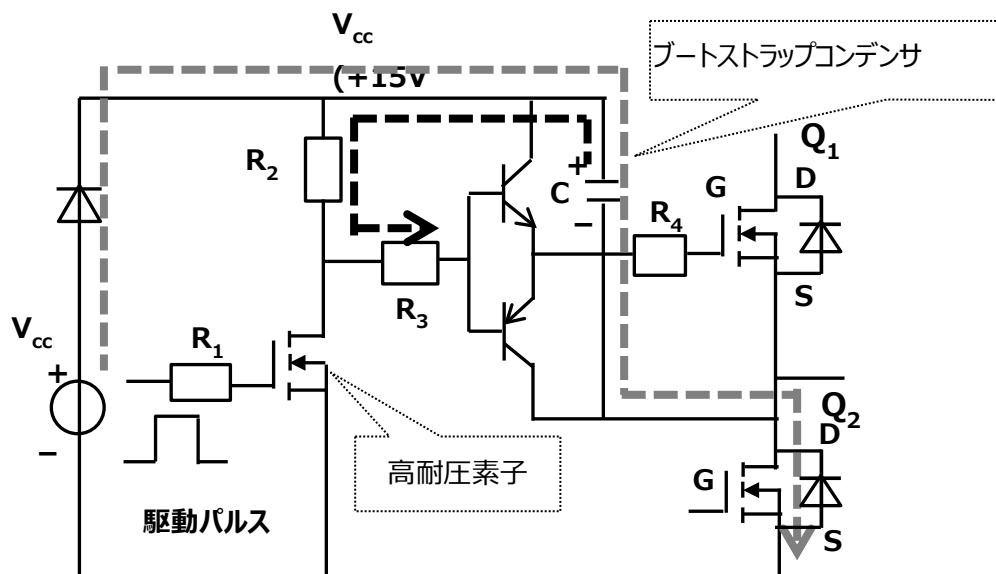 Vcc
(+15V
ブートストラップコンデンサ
Q1
R2
+
D
C
G
−
R4
R3
S
Vcc
R1
+
Q2
D
−
高耐圧素子
G
駆動パルス
S